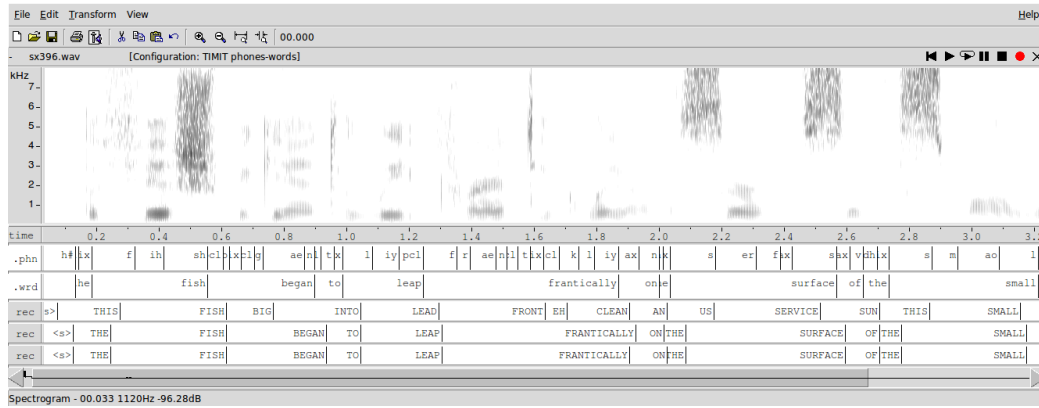 File Edit Transform View Help
00.000
- sx396.wav [Configuration: TIMIT phones-words]
kHz
7-
6-
5-
4-
3-
2-
1-
time 0.2 0.4 0.6 0.8 1.0 1.2 1.4 1.6 1.8 2.0 2.2 2.4 2.6 2.8 3.0 3.2
.phn h# ix f ih sh cl ix cl g ae n t ix l iy pcl f r ae n t ix cl k l iy ax n s er f ax s ax v dh ix s m ao l
.wrd he fish began to leap frantically on surface of the small
rec s> THIS FISH BIG INTO LEAD FRONT EH CLEAN AN US SERVICE SUN THIS SMALL
rec <s> THE FISH BEGAN TO LEAP FRANTICALLY ON THE SURFACE OF THE SMALL
rec <s> THE FISH BEGAN TO LEAP FRANTICALLY ON THE SURFACE OF THE SMALL
Spectrogram - 00.033 1120Hz -96.28dB